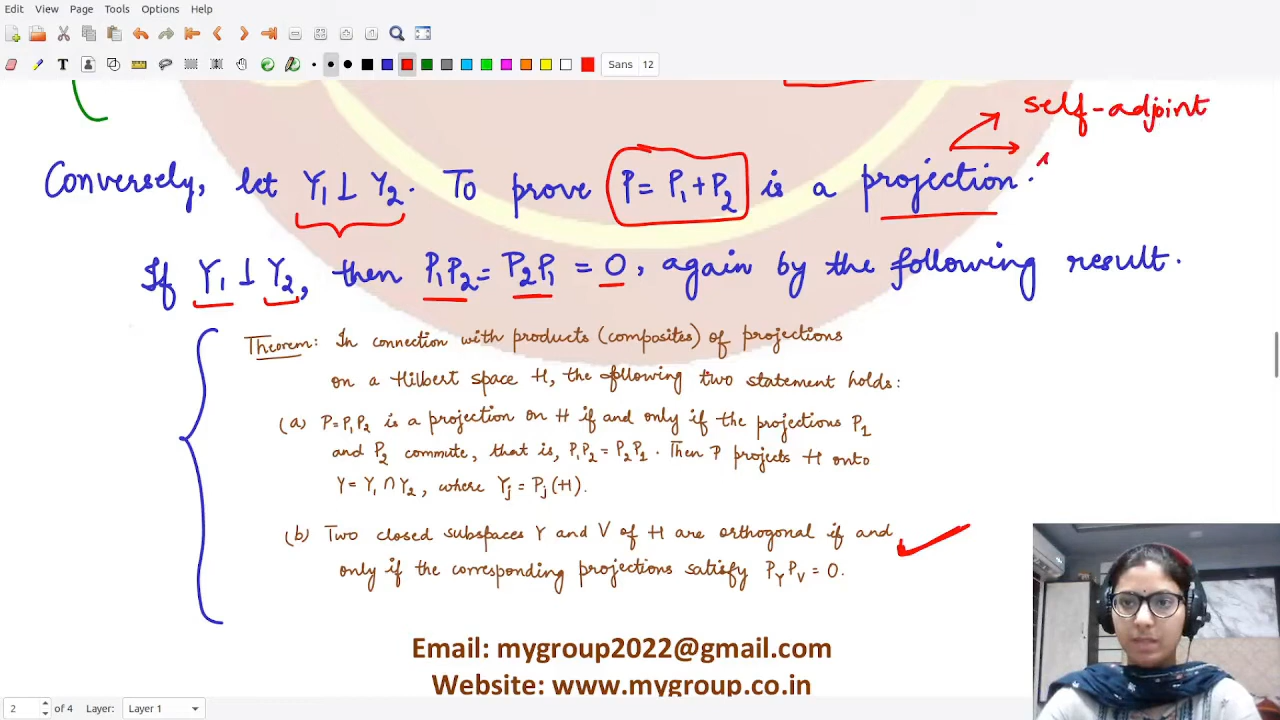 Edit View Page Tools Options Help
Sans 12
self-adjoint
Conversely, let Y₁ ⊥ Y₂. To prove P = P₁ + P₂ is a projection.
If Y₁ ⊥ Y₂, then P₁P₂ = P₂P₁ = 0, again by the following result.
Theorem: In connection with products (composites) of projections
on a Hilbert space H, the following two statement holds:
(a) P = P₁P₂ is a projection on H if and only if the projections P₁
and P₂ commute, that is, P₁P₂ = P₂P₁. Then P projects H onto
Y = Y₁ ∩ Y₂, where Yⱼ = Pⱼ(H).
(b) Two closed subspaces Y and V of H are orthogonal if and
only if the corresponding projections satisfy P_Y P_V = 0.
Email: mygroup2022@gmail.com
Website: www.mygroup.co.in
2 of 4 Layer: Layer 1